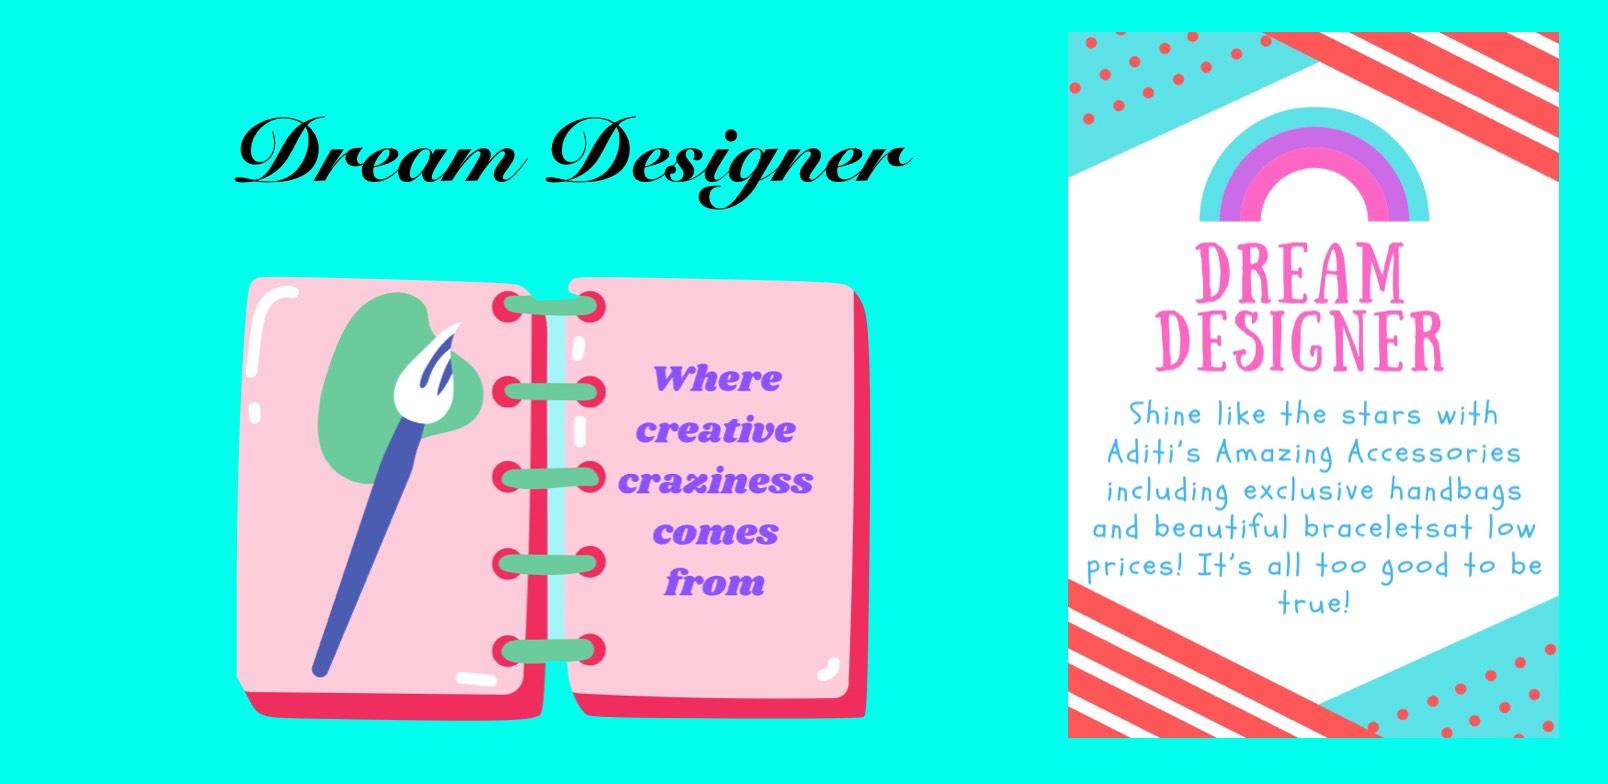 Dream Designer
Where
creative
craziness
comes
from
DREAM
DESIGNER
Shine like the stars with
Aditi's Amazing Accessories
including exclusive handbags
and beautiful braceletsat low
prices! It's all too good to be
true!